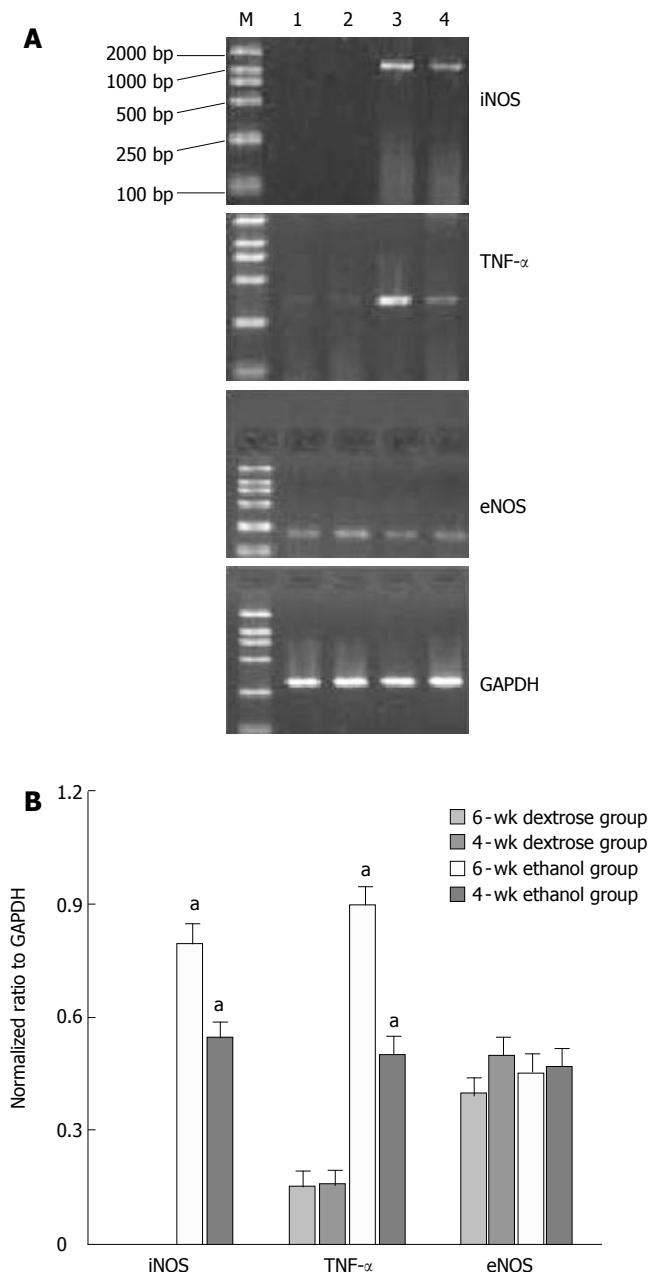 A
M 1 2 3 4
2000 bp
1000 bp
500 bp
250 bp
100 bp
iNOS
TNF-α
eNOS
GAPDH
B
1.2
0.9
0.6
0.3
0
Normalized ratio to GAPDH
6-wk dextrose group
4-wk dextrose group
6-wk ethanol group
4-wk ethanol group
a
a
a
a
iNOS TNF-α eNOS